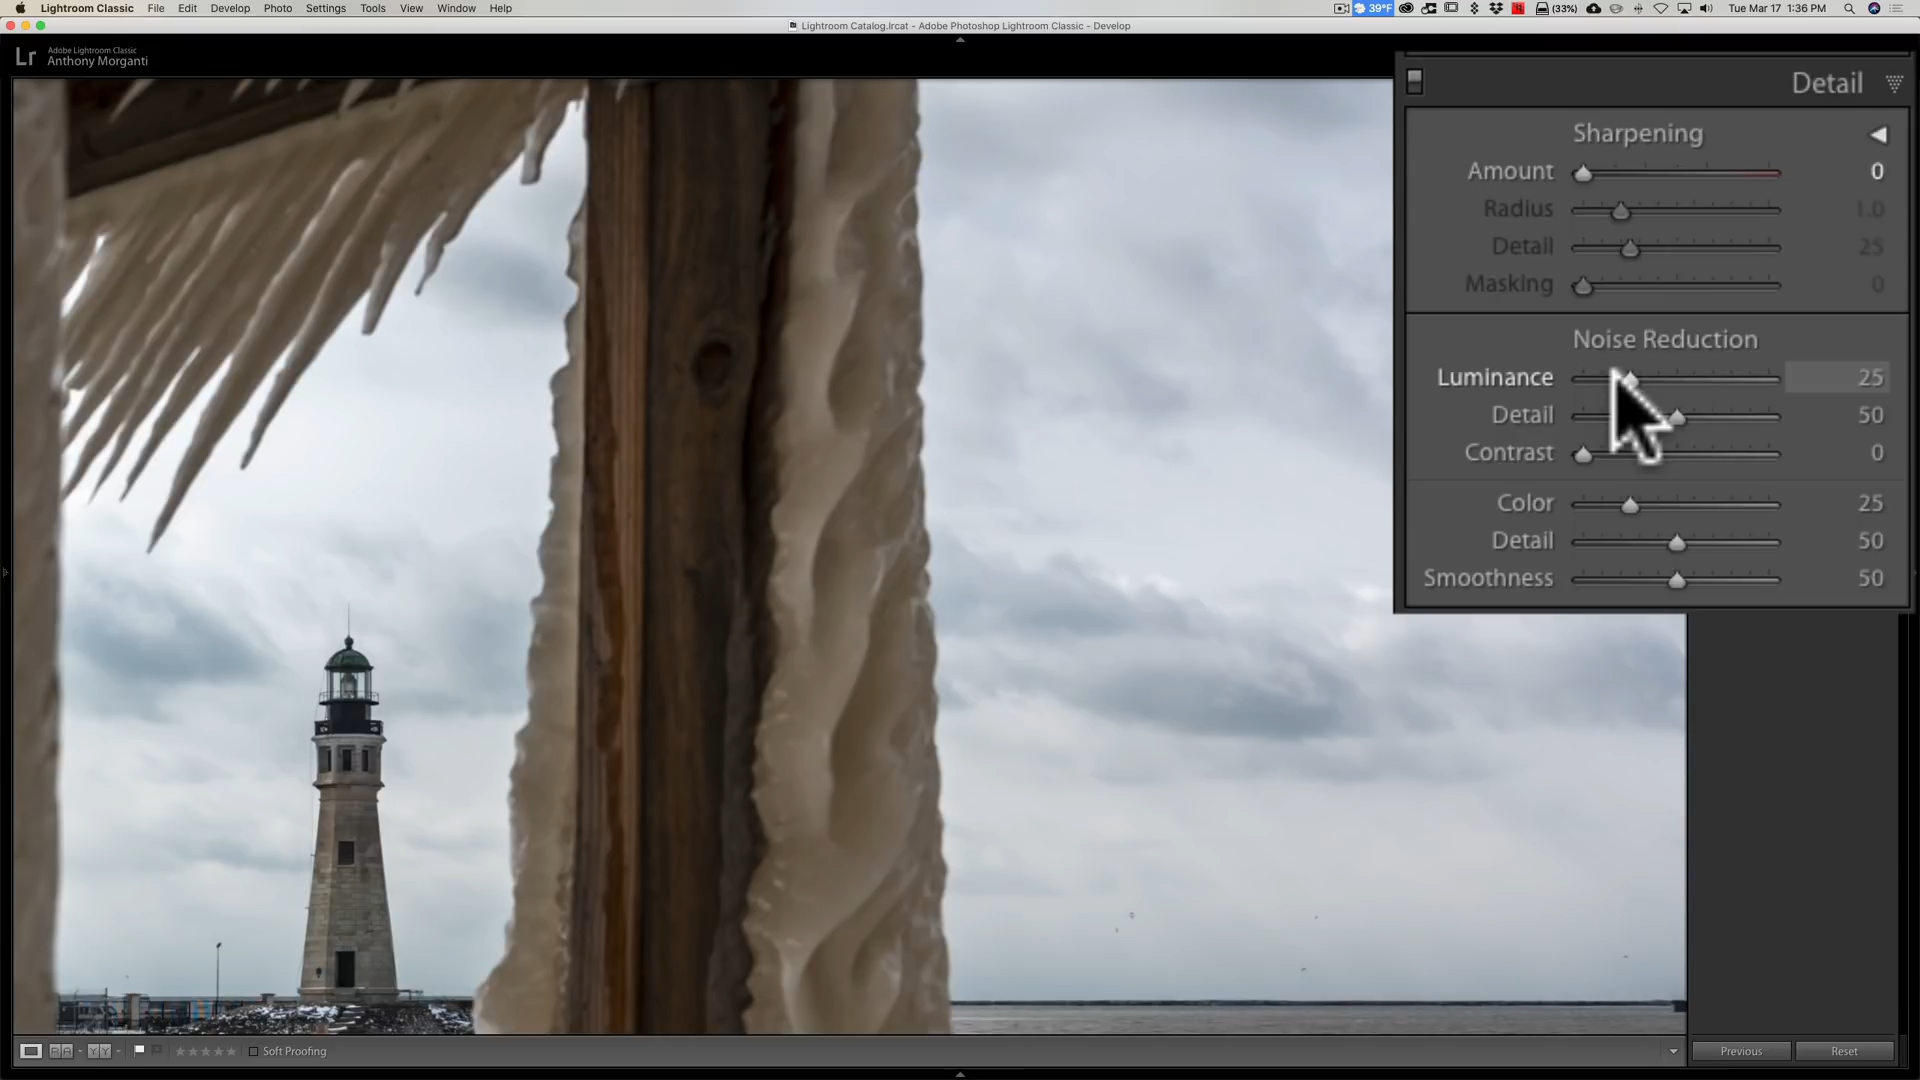 Lightroom Classic File Edit Develop Photo Settings Tools View Window Help 39°F (33%) Tue Mar 17 1:36 PM
Lightroom Catalog.lrcat - Adobe Photoshop Lightroom Classic - Develop
Lr
Adobe Lightroom Classic
Anthony Morganti
Detail
Sharpening
Amount 0
Radius 1.0
Detail 25
Masking 0
Noise Reduction
Luminance 25
Detail 50
Contrast 0
Color 25
Detail 50
Smoothness 50
R A Y Y Soft Proofing Previous Reset